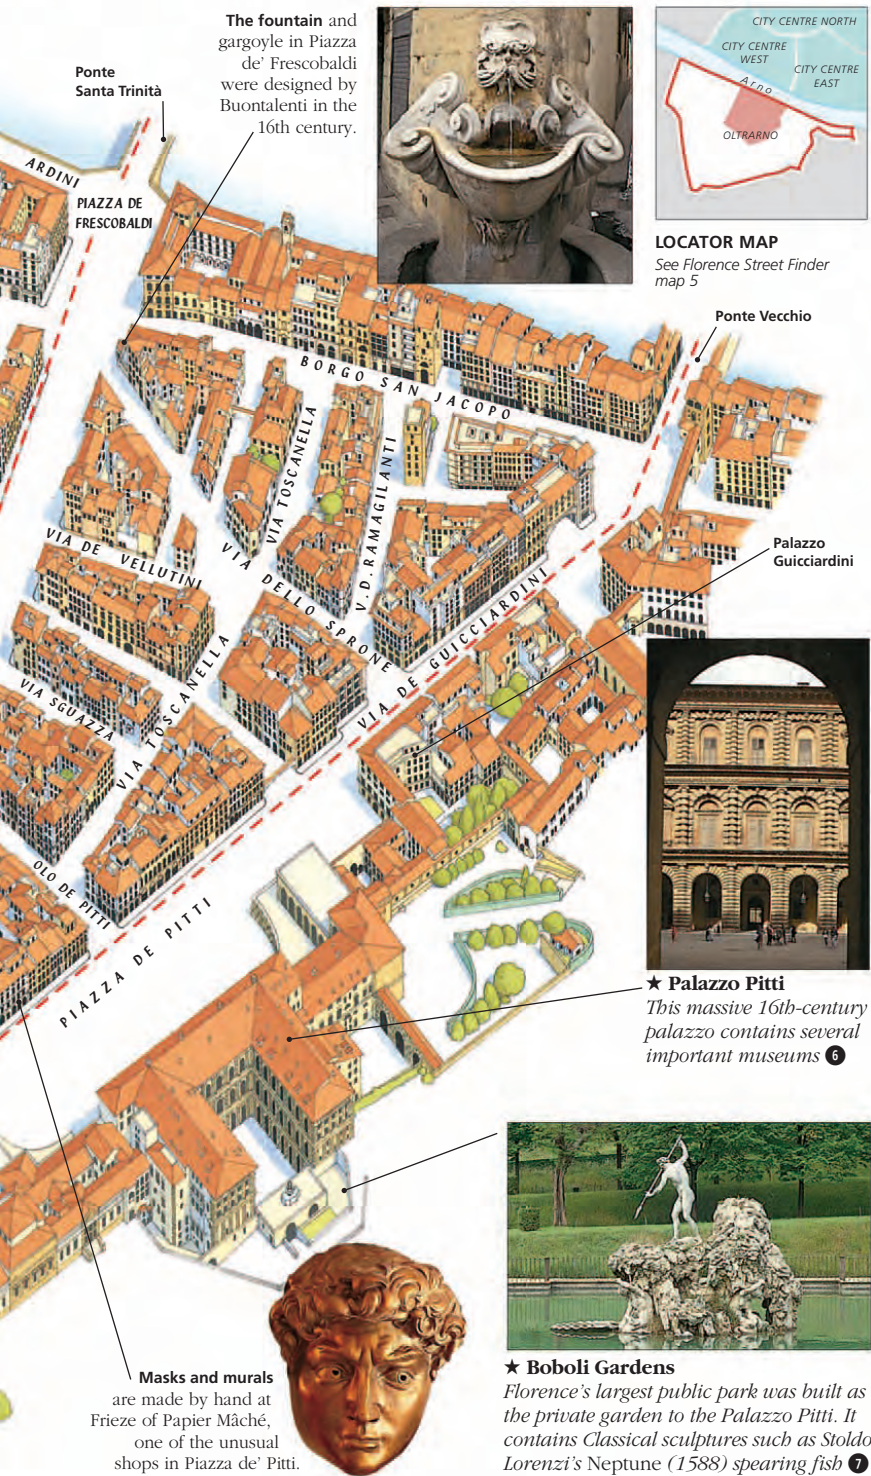 The fountain and
gargoyle in Piazza
de' Frescobaldi
were designed by
Buontalenti in the
16th century.
Ponte
Santa Trinità
CITY CENTRE NORTH
CITY CENTRE
WEST
CITY CENTRE
EAST
Arno
OLTRARNO
LOCATOR MAP
See Florence Street Finder
map 5
ARDINI
PIAZZA DE
FRESCOBALDI
Ponte Vecchio
BORGO SAN JACOPO
VIA TOSCANELLA
V.D. RAMAGILANTI
VIA DE VELLUTINI
VIA DELLO SPRONE
VIA DE GUICCIARDINI
Palazzo
Guicciardini
VIA SGUAZZA
VIA TOSCANELLA
OLO DE PITTI
PIAZZA DE PITTI
★ Palazzo Pitti
This massive 16th-century
palazzo contains several
important museums 6
Masks and murals
are made by hand at
Frieze of Papier Mâché,
one of the unusual
shops in Piazza de' Pitti.
★ Boboli Gardens
Florence's largest public park was built as
the private garden to the Palazzo Pitti. It
contains Classical sculptures such as Stoldo
Lorenzi's Neptune (1588) spearing fish 7